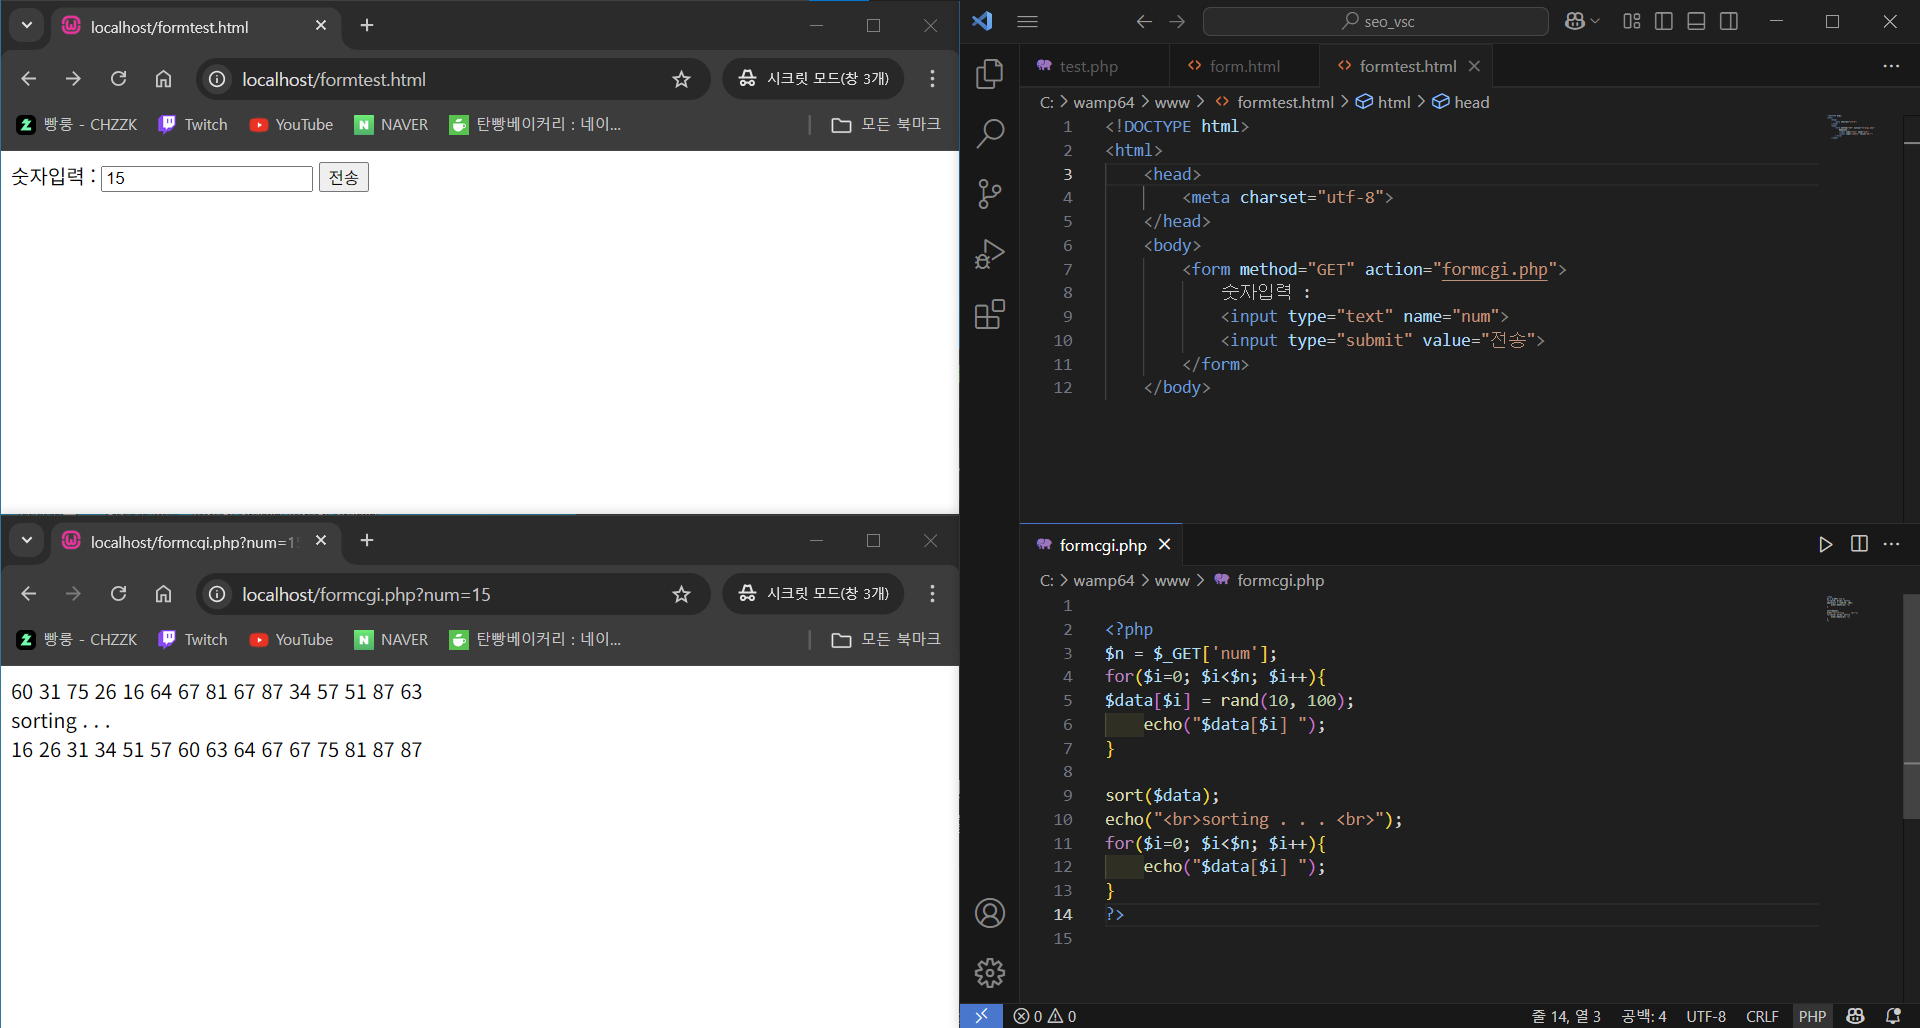 localhost/formtest.html
localhost/formtest.html
시크릿 모드(창 3개)
빵룽 - CHZZK Twitch YouTube NAVER 탄빵베이커리 : 네이... 모든 북마크
숫자입력 : 15 전송
localhost/formcgi.php?num=15
localhost/formcgi.php?num=15
시크릿 모드(창 3개)
빵룽 - CHZZK Twitch YouTube NAVER 탄빵베이커리 : 네이... 모든 북마크
60 31 75 26 16 64 67 81 67 87 34 57 51 87 63
sorting . . .
16 26 31 34 51 57 60 63 64 67 67 75 81 87 87
seo_vsc
test.php form.html formtest.html
C: > wamp64 > www > formtest.html > html > head
1 <!DOCTYPE html>
2 <html>
3 <head>
4 <meta charset="utf-8">
5 </head>
6 <body>
7 <form method="GET" action="formcgi.php">
8 숫자입력 :
9 <input type="text" name="num">
10 <input type="submit" value="전송">
11 </form>
12 </body>
formcgi.php
C: > wamp64 > www > formcgi.php
1
2 <?php
3 $n = $_GET['num'];
4 for($i=0; $i<$n; $i++){
5 $data[$i] = rand(10, 100);
6 echo("$data[$i] ");
7 }
8
9 sort($data);
10 echo("<br>sorting . . . <br>");
11 for($i=0; $i<$n; $i++){
12 echo("$data[$i] ");
13 }
14 ?>
15
0 0 줄 14, 열 3 공백: 4 UTF-8 CRLF PHP